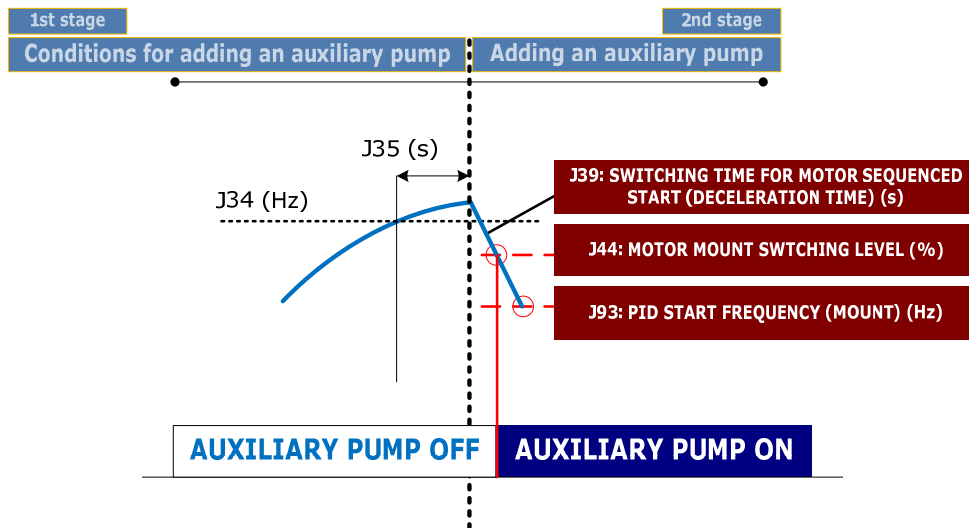 1st stage
2nd stage
Conditions for adding an auxiliary pump
Adding an auxiliary pump
J35 (s)
J34 (Hz)
J39: SWITCHING TIME FOR MOTOR SEQUENCED
START (DECELERATION TIME) (s)
J44: MOTOR MOUNT SWTCHING LEVEL (%)
J93: PID START FREQUENCY (MOUNT) (Hz)
AUXILIARY PUMP OFF
AUXILIARY PUMP ON